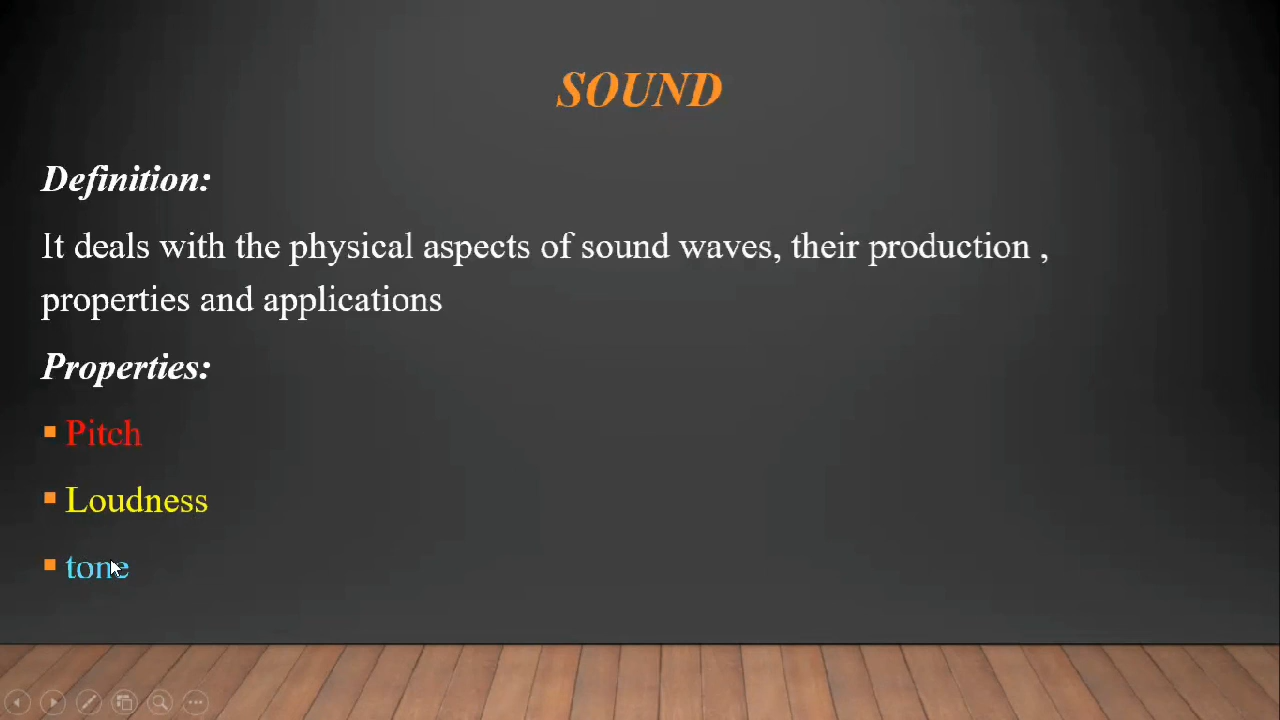 SOUND
Definition:
It deals with the physical aspects of sound waves, their production ,
properties and applications
Properties:
▪ Pitch
▪ Loudness
▪ tone